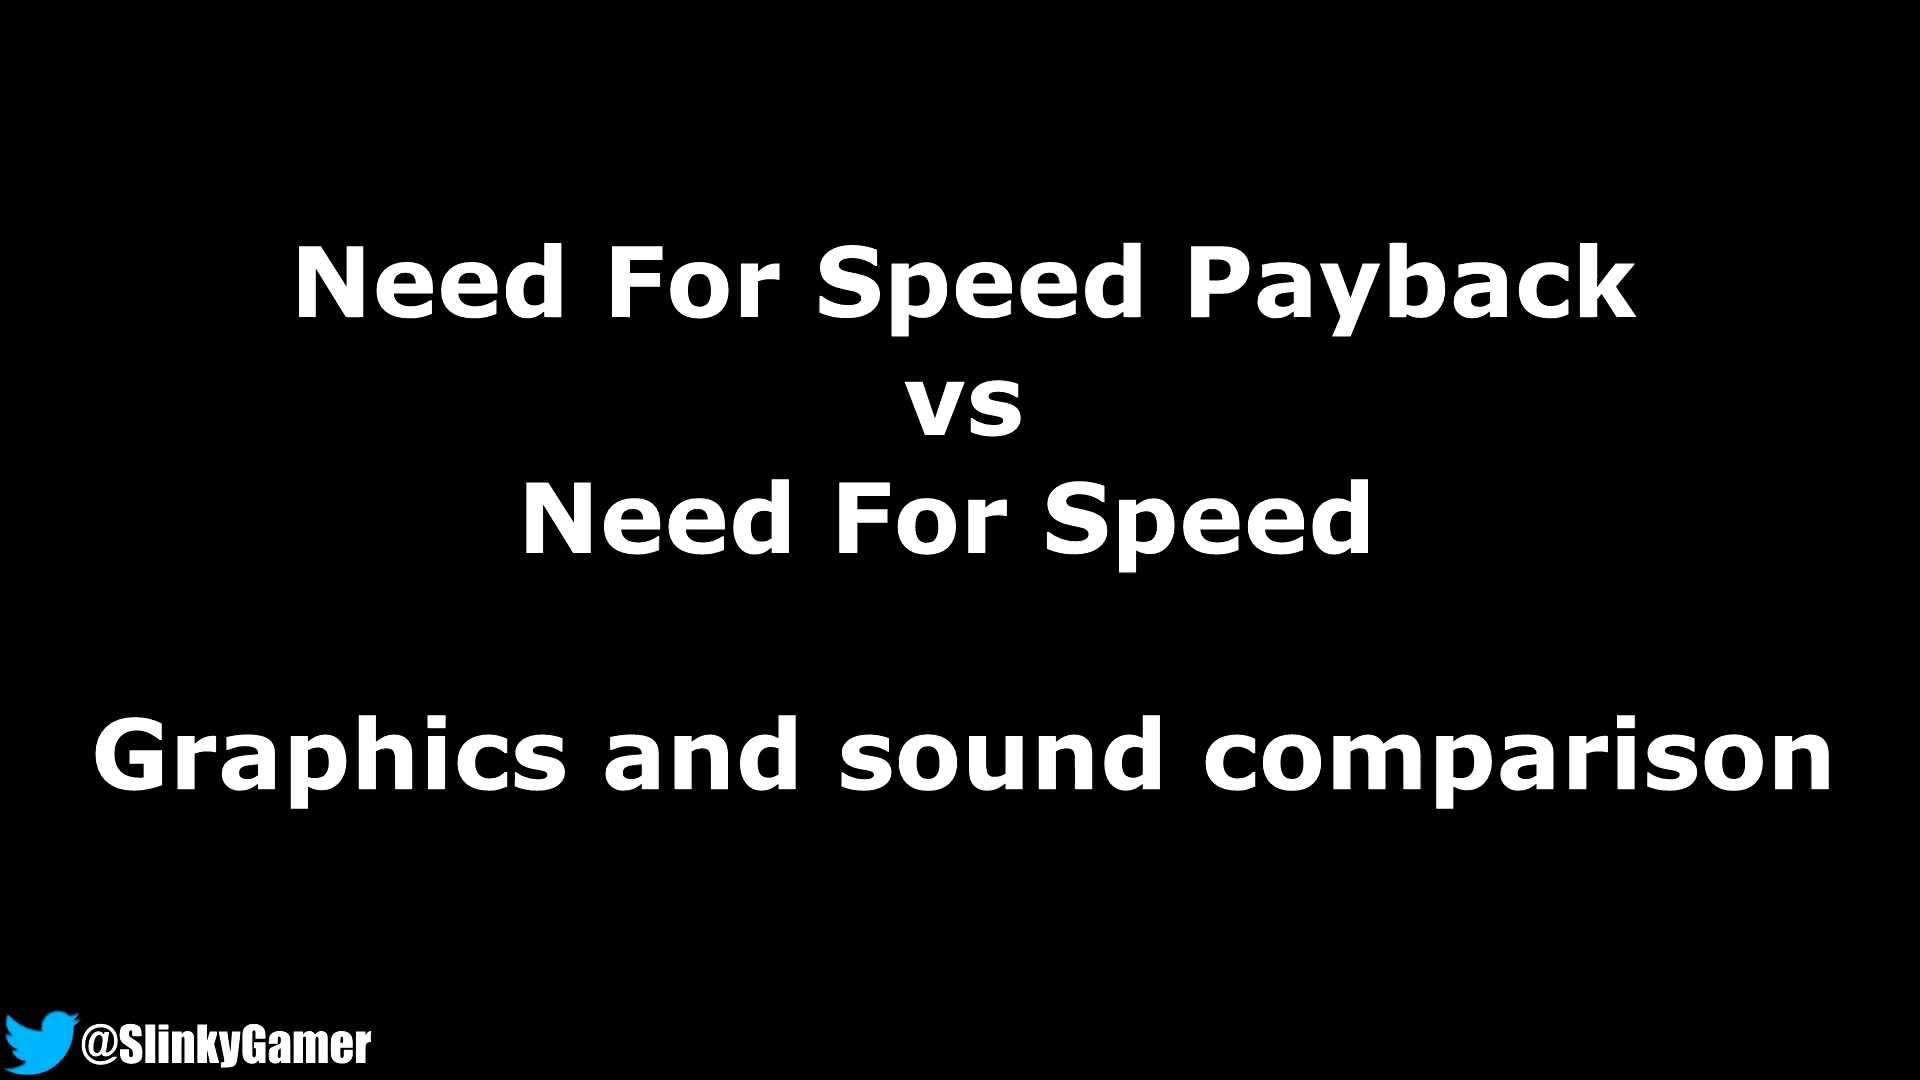 Need For Speed Payback
vs
Need For Speed
Graphics and sound comparison
@SlinkyGamer